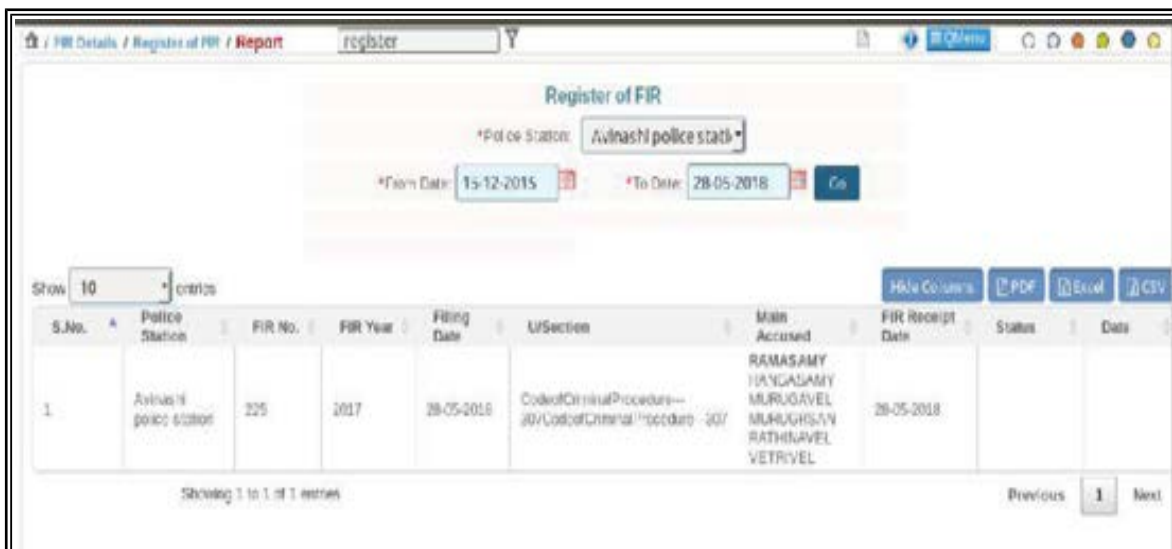 / FIR Details / Register of FIR / Report register QMenu
Register of FIR
*Police Station: Avinashi police stati
*From Date: 15-12-2015 *To Date: 28-05-2018 Go
Show 10 entries Hide Columns PDF Excel CSV
S.No. Police Station FIR No. FIR Year Filing Date U/Section Main Accused FIR Receipt Date Status Date
1 Avinashi police station 225 2017 28-05-2018 CodeofCriminalProcedure--- 307CodeofCriminalProcedure---307 RAMASAMY
MURUGAVEL
RATHINAVEL
VETRIVEL
28-05-2018
Showing 1 to 1 of 1 entries Previous 1 Next